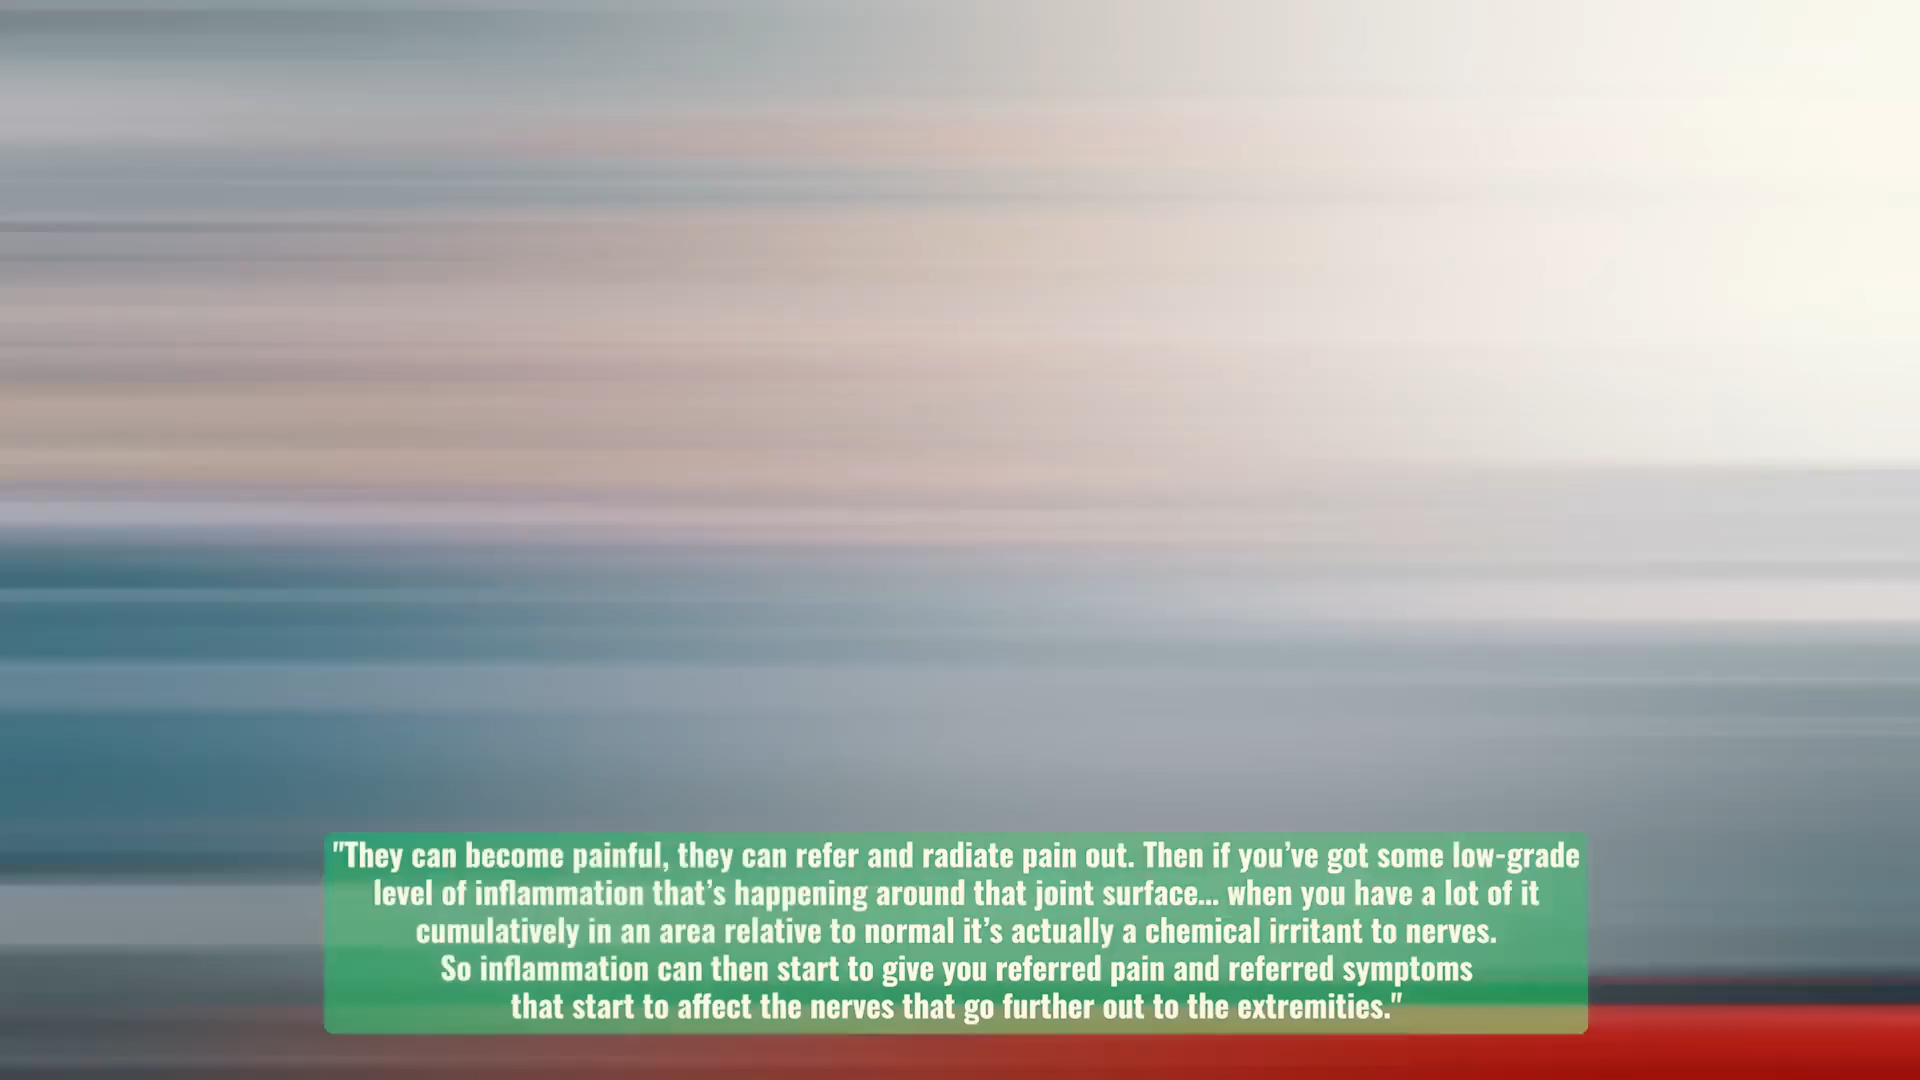 "They can become painful, they can refer and radiate pain out. Then if you’ve got some low-grade
level of inflammation that’s happening around that joint surface... when you have a lot of it
cumulatively in an area relative to normal it’s actually a chemical irritant to nerves.
So inflammation can then start to give you referred pain and referred symptoms
that start to affect the nerves that go further out to the extremities."